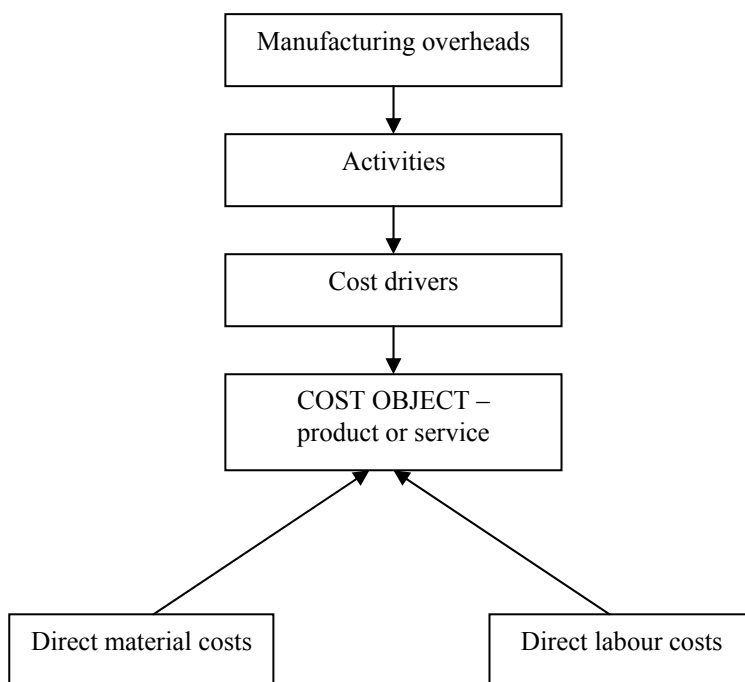 Manufacturing overheads
Activities
Cost drivers
COST OBJECT –
product or service
Direct material costs
Direct labour costs